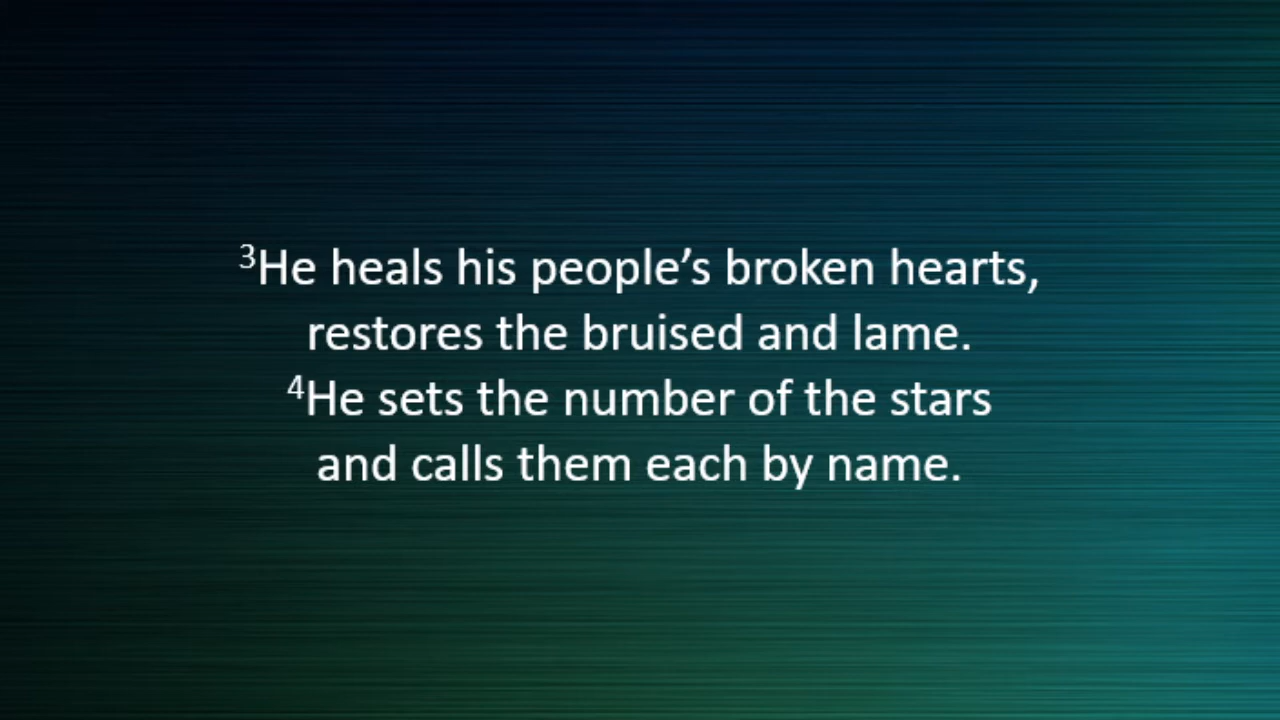 ³He heals his people’s broken hearts,
restores the bruised and lame.
⁴He sets the number of the stars
and calls them each by name.